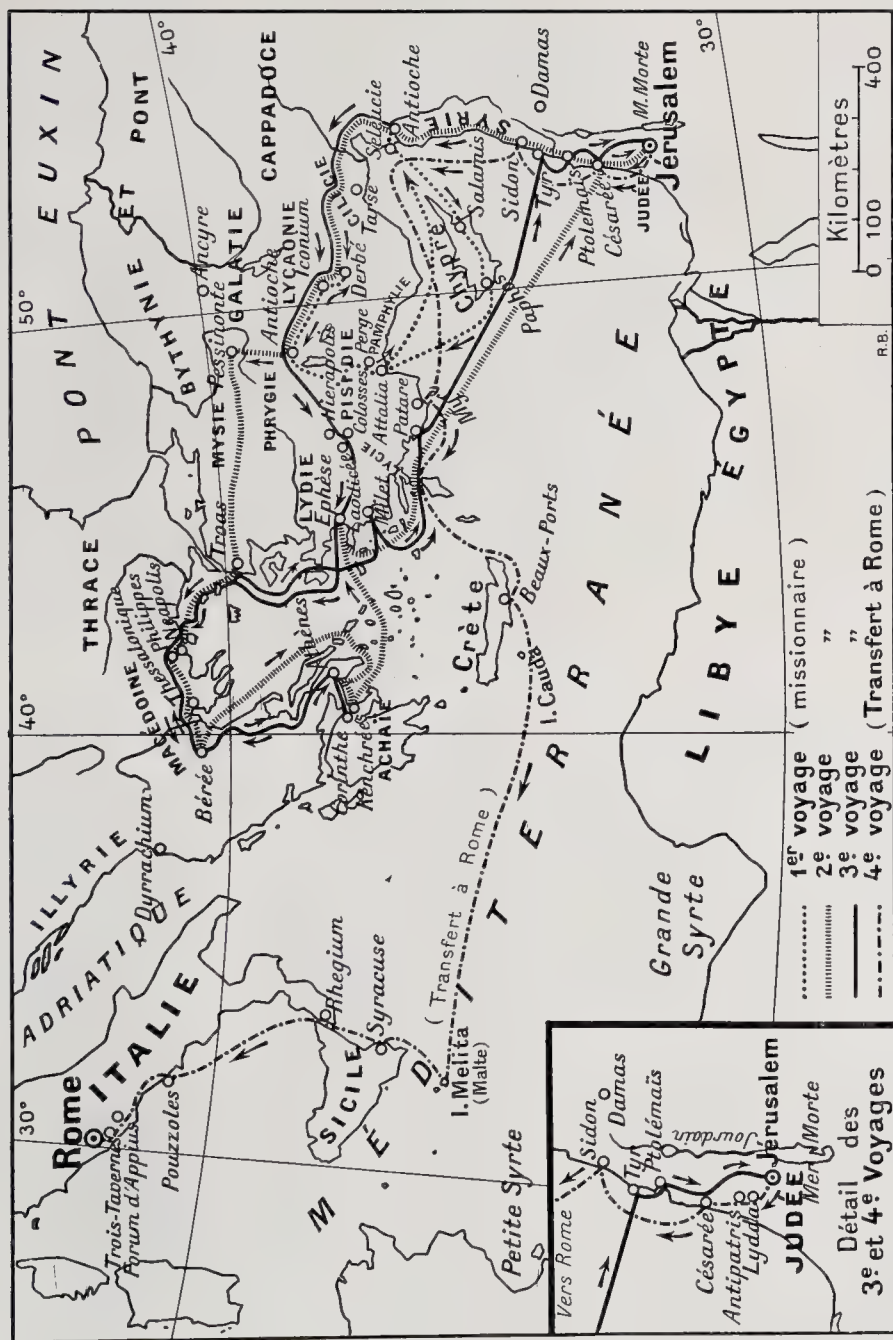 PONT EUXIN
40°
50°
40°
30°
30°
THRACE
BYTHYNIE
ET PONT
CAPPADOCE
GALATIE
Ancyre
Pessinonte
MYSIE
PHRYGIE
LYDIE
LYCAONIE
Antioche
Iconium
Derbé
CILICIE
Tarse
Séleucie
Antioche
SYRIE
Damas
Salamis
Chypre
Paphos
Sidon
Tyr
Ptolémaïs
Césarée
JUDÉE
Jérusalem
M. Morte
PISIDIE
PAMPHYLIE
Perge
Attalia
Hiérapolis
Colosses
Laodicée
Ephèse
Milet
LYCIE
Patare
Troas
MACÉDOINE
Philippes
Néapolis
Thessalonique
Bérée
Athènes
Corinthe
Kenchrée
ACHAÏE
ILLYRIE
Dyrrachium
ADRIATIQUE
ITALIE
Rome
Trois-Tavernes
Forum d'Appius
Pouzzoles
Rhegium
SICILE
Syracuse
I. Melita
(Malte)
(Transfert à Rome)
I. Cauda
Crète
Beaux-Ports
MÉDITERRANÉE
Petite Syrte
Grande
Syrte
LIBYE
ÉGYPTE
Kilomètres
0 100 400
R.B.
1er voyage (missionnaire)
2e voyage "
3e voyage "
4e voyage (Transfert à Rome)
Vers Rome
Sidon
Damas
Tyr
Ptolémaïs
Jourdain
Césarée
Antipatris
Lydda
JUDÉE
Jérusalem
Mer Morte
Détail des
3e et 4e Voyages